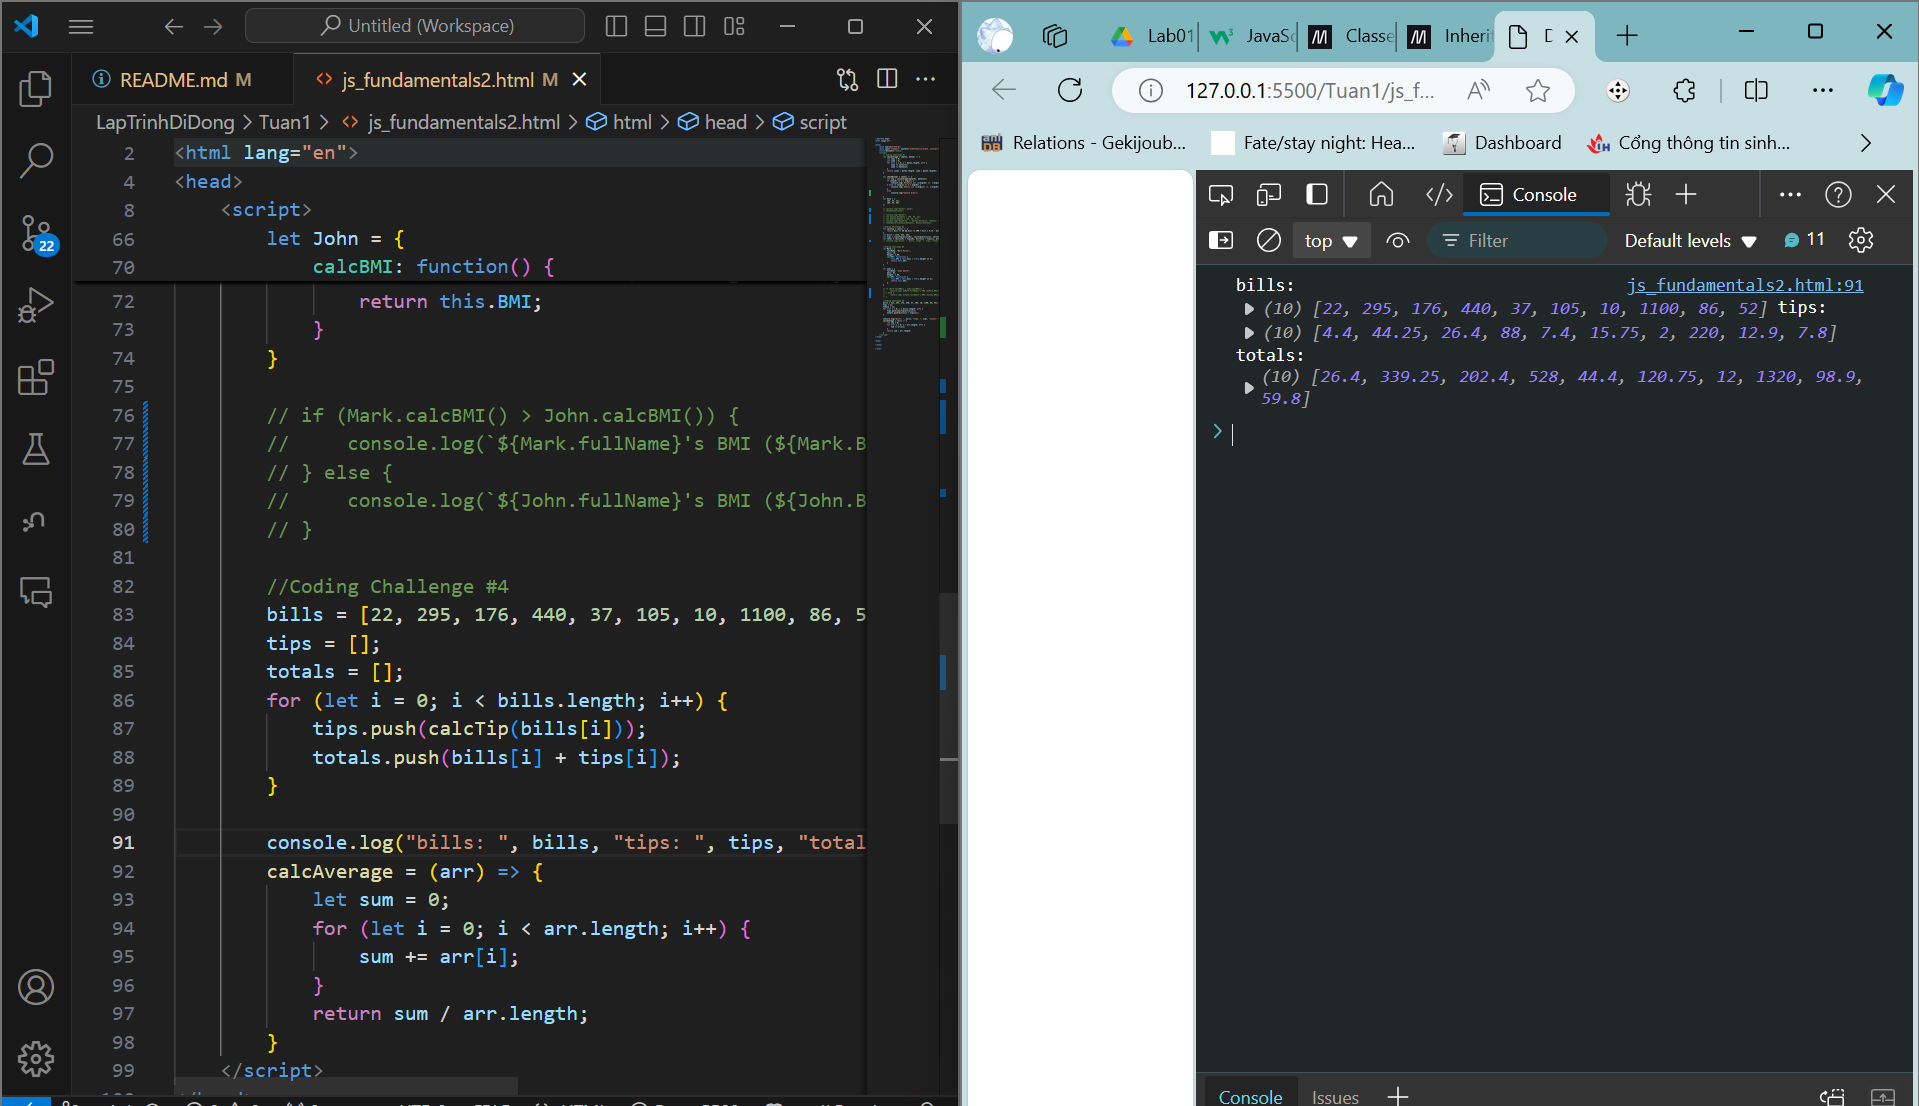 Untitled (Workspace)
README.md M
js_fundamentals2.html M
LapTrinhDiDong > Tuan1 > js_fundamentals2.html > html > head > script
22
2 <html lang="en">
4 <head>
8 <script>
66 let John = {
70 calcBMI: function() {
72 return this.BMI;
73 }
74 }
75
76 // if (Mark.calcBMI() > John.calcBMI()) {
77 //     console.log(`${Mark.fullName}'s BMI (${Mark.B
78 // } else {
79 //     console.log(`${John.fullName}'s BMI (${John.B
80 // }
81
82 //Coding Challenge #4
83 bills = [22, 295, 176, 440, 37, 105, 10, 1100, 86, 5
84 tips = [];
85 totals = [];
86 for (let i = 0; i < bills.length; i++) {
87 tips.push(calcTip(bills[i]));
88 totals.push(bills[i] + tips[i]);
89 }
90
91 console.log("bills: ", bills, "tips: ", tips, "total
92 calcAverage = (arr) => {
93 let sum = 0;
94 for (let i = 0; i < arr.length; i++) {
95 sum += arr[i];
96 }
97 return sum / arr.length;
98 }
99 </script>
Lab01
JavaSc
Classe
Inherit
D
127.0.0.1:5500/Tuan1/js_f...
Relations - Gekijoub...
Fate/stay night: Hea...
Dashboard
Cổng thông tin sinh...
Console
top
Filter
Default levels
11
bills: js_fundamentals2.html:91
(10) [22, 295, 176, 440, 37, 105, 10, 1100, 86, 52] tips:
(10) [4.4, 44.25, 26.4, 88, 7.4, 15.75, 2, 220, 12.9, 7.8]
totals:
(10) [26.4, 339.25, 202.4, 528, 44.4, 120.75, 12, 1320, 98.9,
59.8]
>
Console
Issues